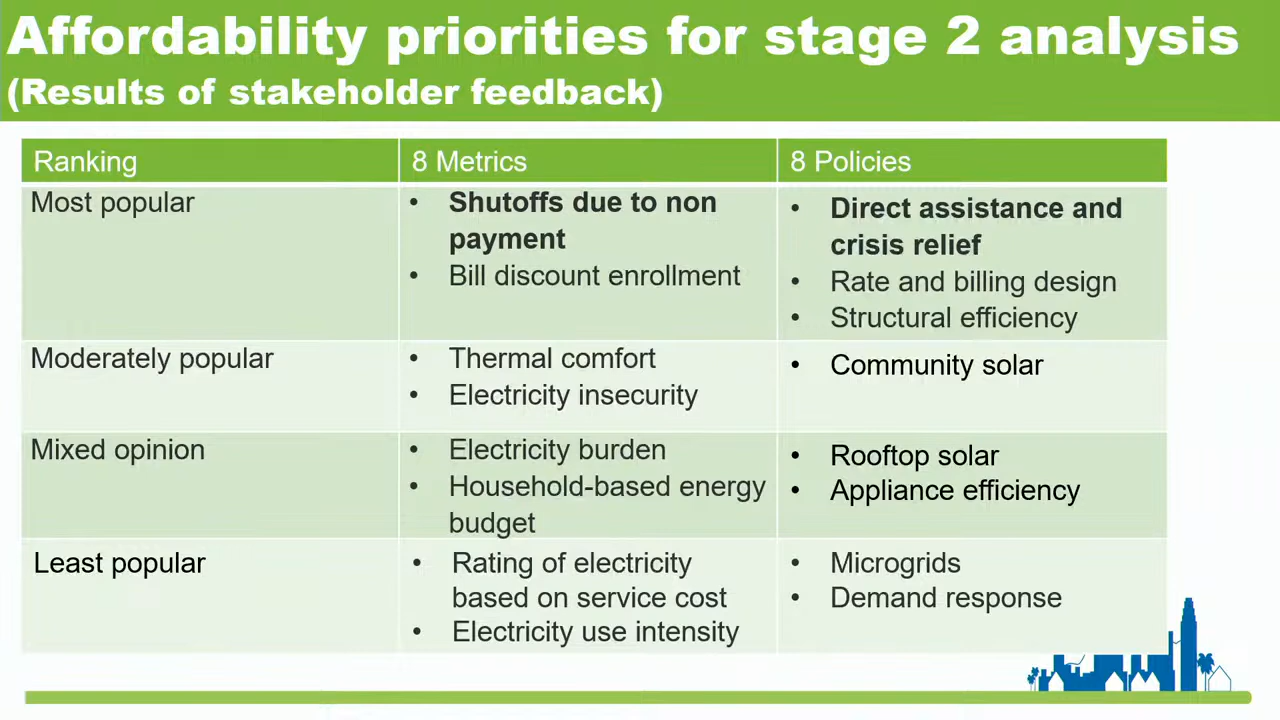 Affordability priorities for stage 2 analysis
(Results of stakeholder feedback)
Ranking
8 Metrics
8 Policies
Most popular
• Shutoffs due to non
payment
• Bill discount enrollment
• Direct assistance and
crisis relief
• Rate and billing design
• Structural efficiency
Moderately popular
• Thermal comfort
• Electricity insecurity
• Community solar
Mixed opinion
• Electricity burden
• Household-based energy
budget
• Rooftop solar
• Appliance efficiency
Least popular
• Rating of electricity
based on service cost
• Electricity use intensity
• Microgrids
• Demand response